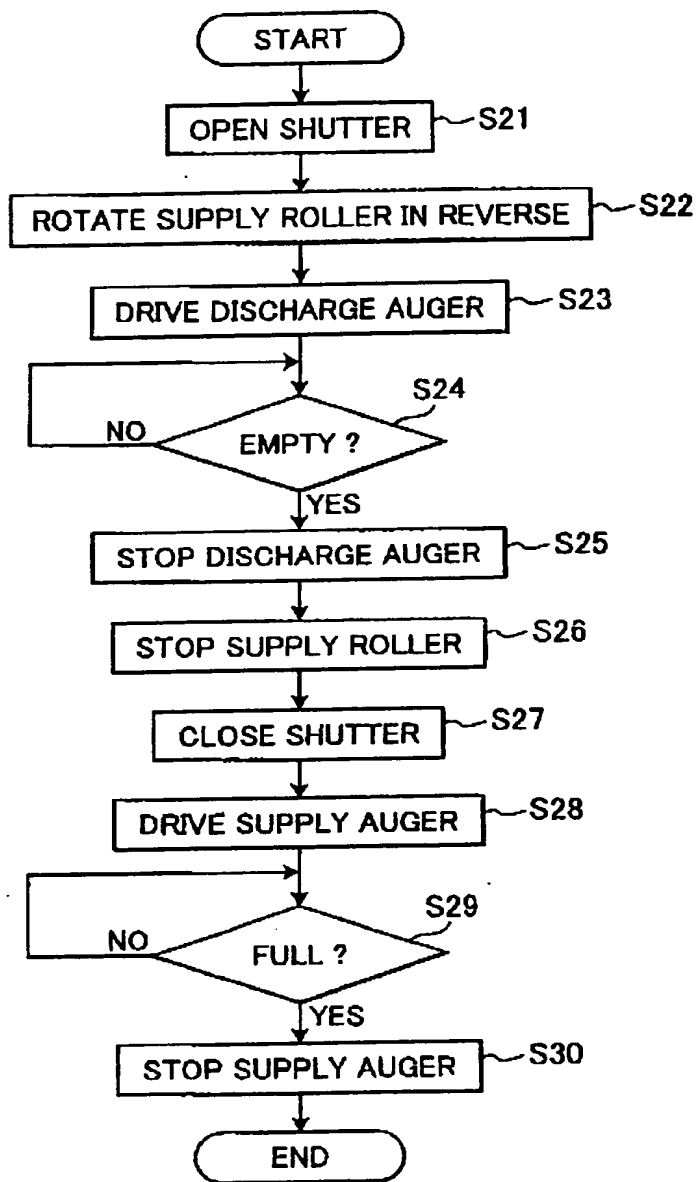 START
OPEN SHUTTER
S21
ROTATE SUPPLY ROLLER IN REVERSE
S22
DRIVE DISCHARGE AUGER
S23
S24
NO
EMPTY ?
YES
STOP DISCHARGE AUGER
S25
STOP SUPPLY ROLLER
S26
CLOSE SHUTTER
S27
DRIVE SUPPLY AUGER
S28
S29
NO
FULL ?
YES
STOP SUPPLY AUGER
S30
END